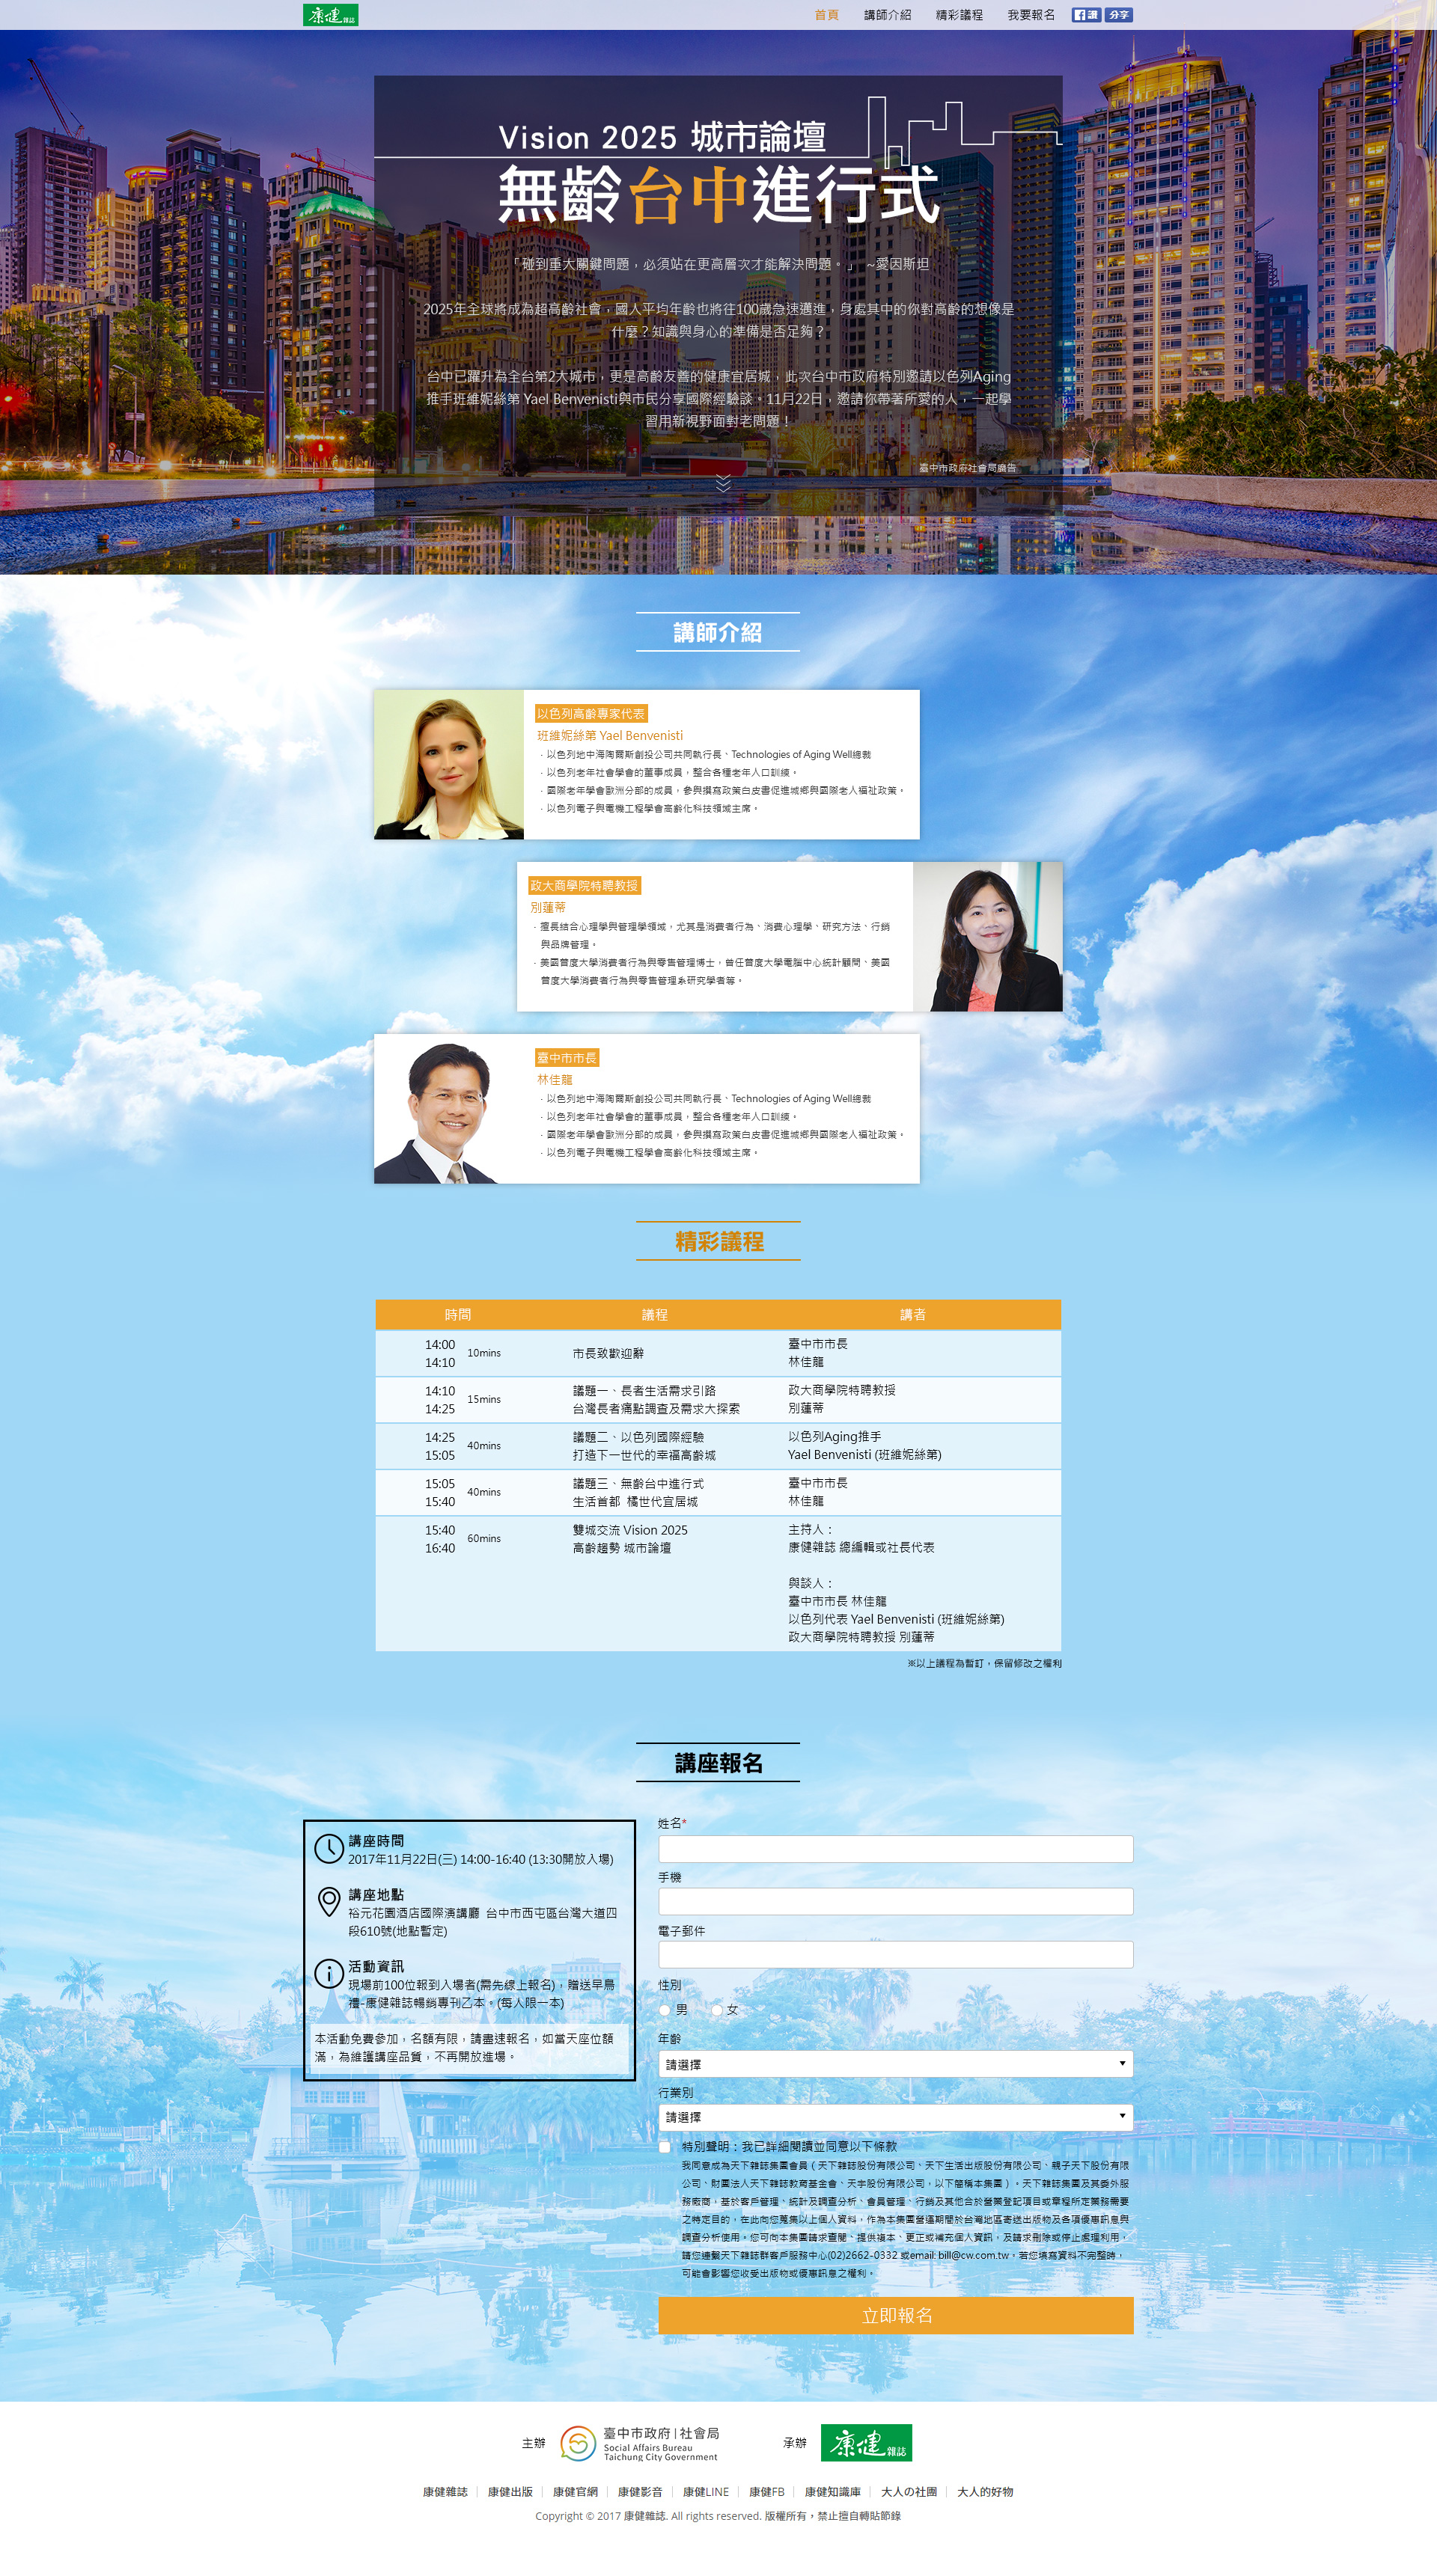 康健雜誌
首頁
講師介紹
精彩議程
我要報名
讚
分享
Vision 2025 城市論壇
無齡台中進行式
「碰到重大關鍵問題，必須站在更高層次才能解決問題。」 ~愛因斯坦
2025年全球將成為超高齡社會，國人平均年齡也將往100歲急速邁進，身處其中的你對高齡的想像是
什麼？知識與身心的準備是否足夠？
台中已躍升為全台第2大城市，更是高齡友善的健康宜居城，此次台中市政府特別邀請以色列Aging
推手班維妮絲第 Yael Benvenisti與市民分享國際經驗談。11月22日，邀請你帶著所愛的人，一起學
習用新視野面對老問題！
臺中市政府社會局廣告
講師介紹
以色列高齡專家代表
班維妮絲第 Yael Benvenisti
· 以色列地中海陶爾斯創投公司共同執行長、Technologies of Aging Well總裁
· 以色列老年社會學會的董事成員，整合各種老年人口訓練。
· 國際老年學會歐洲分部的成員，參與撰寫政策白皮書促進城鄉與國際老人福祉政策。
· 以色列電子與電機工程學會高齡化科技領域主席。
政大商學院特聘教授
別蓮蒂
· 擅長結合心理學與管理學領域，尤其是消費者行為、消費心理學、研究方法、行銷
與品牌管理。
· 美國普度大學消費者行為與零售管理博士，曾任普度大學電腦中心統計顧問、美國
普度大學消費者行為與零售管理系研究學者等。
臺中市市長
林佳龍
· 以色列地中海陶爾斯創投公司共同執行長、Technologies of Aging Well總裁
· 以色列老年社會學會的董事成員，整合各種老年人口訓練。
· 國際老年學會歐洲分部的成員，參與撰寫政策白皮書促進城鄉與國際老人福祉政策。
· 以色列電子與電機工程學會高齡化科技領域主席。
精彩議程
時間 議程 講者
14:00
14:10
10mins
市長致歡迎辭
臺中市市長
林佳龍
14:10
14:25
15mins
議題一、長者生活需求引路
台灣長者痛點調查及需求大探索
政大商學院特聘教授
別蓮蒂
14:25
15:05
40mins
議題二、以色列國際經驗
打造下一世代的幸福高齡城
以色列Aging推手
Yael Benvenisti (班維妮絲第)
15:05
15:40
40mins
議題三、無齡台中進行式
生活首都 橘世代宜居城
臺中市市長
林佳龍
15:40
16:40
60mins
雙城交流 Vision 2025
高齡趨勢 城市論壇
主持人：
康健雜誌 總編輯或社長代表
與談人：
臺中市市長 林佳龍
以色列代表 Yael Benvenisti (班維妮絲第)
政大商學院特聘教授 別蓮蒂
※以上議程為暫訂，保留修改之權利
講座報名
講座時間
2017年11月22日(三) 14:00-16:40 (13:30開放入場)
講座地點
裕元花園酒店國際演講廳 台中市西屯區台灣大道四
段610號(地點暫定)
活動資訊
現場前100位報到入場者(需先線上報名)，贈送早鳥
禮-康健雜誌暢銷專刊乙本。(每人限一本)
本活動免費參加，名額有限，請盡速報名，如當天座位額
滿，為維護講座品質，不再開放進場。
姓名*
手機
電子郵件
性別
男 女
年齡
請選擇
行業別
請選擇
特別聲明：我已詳細閱讀並同意以下條款
我同意成為天下雜誌集團會員（天下雜誌股份有限公司、天下生活出版股份有限公司、親子天下股份有限
公司、財團法人天下雜誌教育基金會、天宇股份有限公司，以下簡稱本集團）。天下雜誌集團及其委外服
務廠商，基於客戶管理、統計及調查分析、會員管理、行銷及其他合於營業登記項目或章程所定業務需要
之特定目的，在此向您蒐集以上個人資料，作為本集團營運期間於台灣地區寄送出版物及各項優惠訊息與
調查分析使用。您可向本集團請求查閱、提供複本、更正或補充個人資訊，及請求刪除或停止處理利用，
請您連繫天下雜誌群客戶服務中心(02)2662-0332 或email: bill@cw.com.tw，若您填寫資料不完整時，
可能會影響您收受出版物或優惠訊息之權利。
立即報名
主辦
臺中市政府 | 社會局
Social Affairs Bureau
Taichung City Government
承辦
康健雜誌
康健雜誌 | 康健出版 | 康健官網 | 康健影音 | 康健LINE | 康健FB | 康健知識庫 | 大人の社團 | 大人的好物
Copyright © 2017 康健雜誌. All rights reserved. 版權所有，禁止擅自轉貼節錄